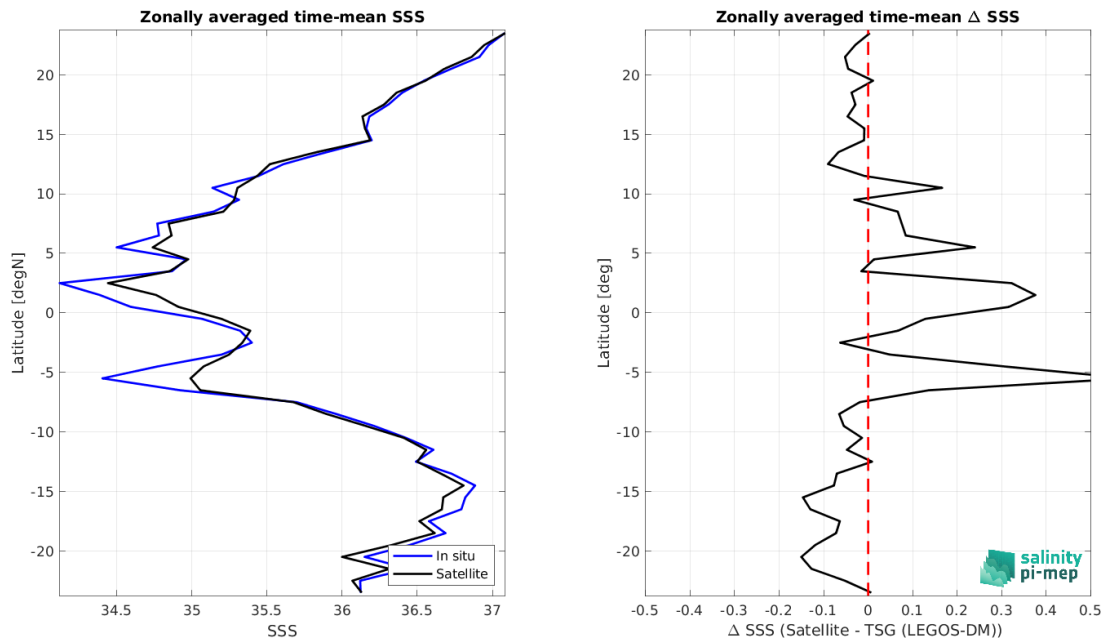 Zonally averaged time-mean SSS
20
15
10
5
0
-5
-10
-15
-20
Latitude [degN]
34.5 35 35.5 36 36.5 37
SSS
In situ
Satellite
Zonally averaged time-mean Δ SSS
20
15
10
5
0
-5
-10
-15
-20
Latitude [deg]
-0.5 -0.4 -0.3 -0.2 -0.1 0 0.1 0.2 0.3 0.4 0.5
Δ SSS (Satellite - TSG (LEGOS-DM))
salinity
pi-mep